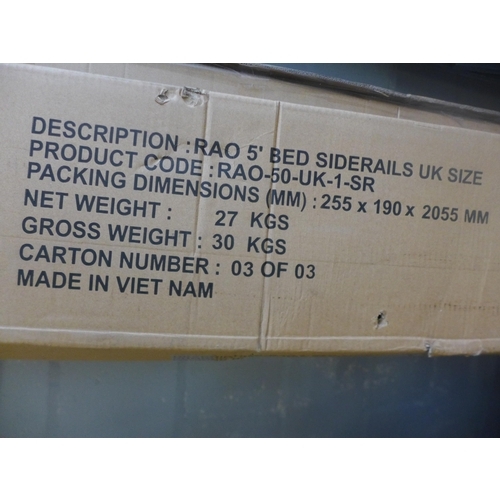 DESCRIPTION : RAO 5' BED SIDERAILS UK SIZE
PRODUCT CODE : RAO-50-UK-1-SR
PACKING DIMENSIONS (MM) : 255 x 190 x 2055 MM
NET WEIGHT : 27 KGS
GROSS WEIGHT : 30 KGS
CARTON NUMBER : 03 OF 03
MADE IN VIET NAM